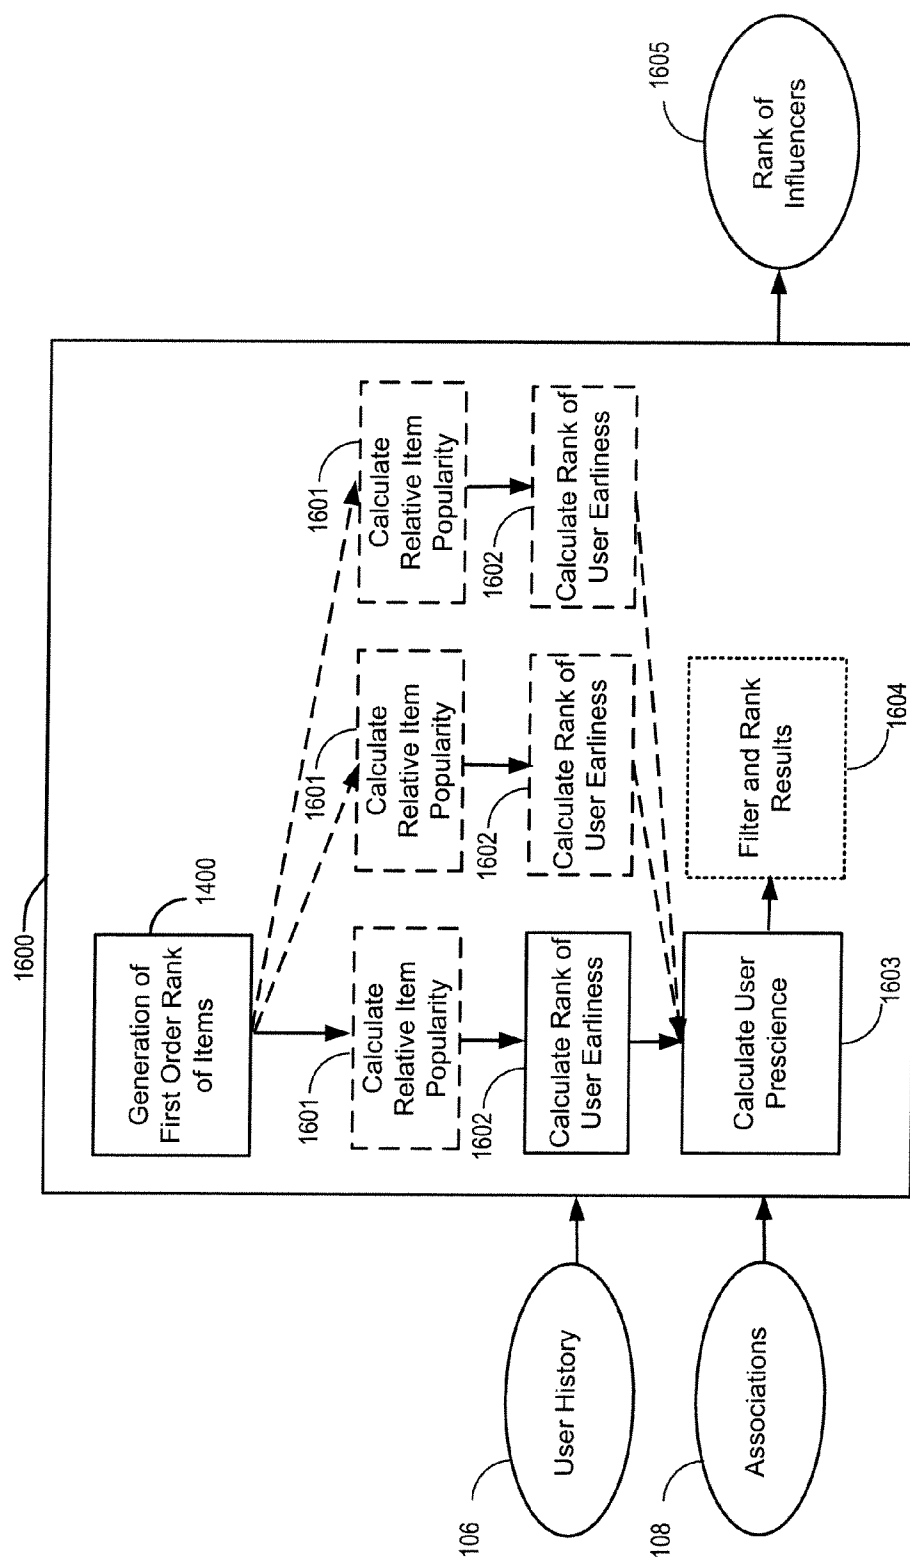 1600
Generation of
First Order Rank
of Items
1400
1601
Calculate
Relative Item
Popularity
1601
Calculate
Relative Item
Popularity
1601
Calculate
Relative Item
Popularity
User History
106
1602
Calculate Rank of
User Earliness
1602
Calculate Rank of
User Earliness
1602
Calculate Rank of
User Earliness
Associations
108
Calculate User
Prescience
1603
Filter and Rank
Results
1604
Rank of
Influencers
1605